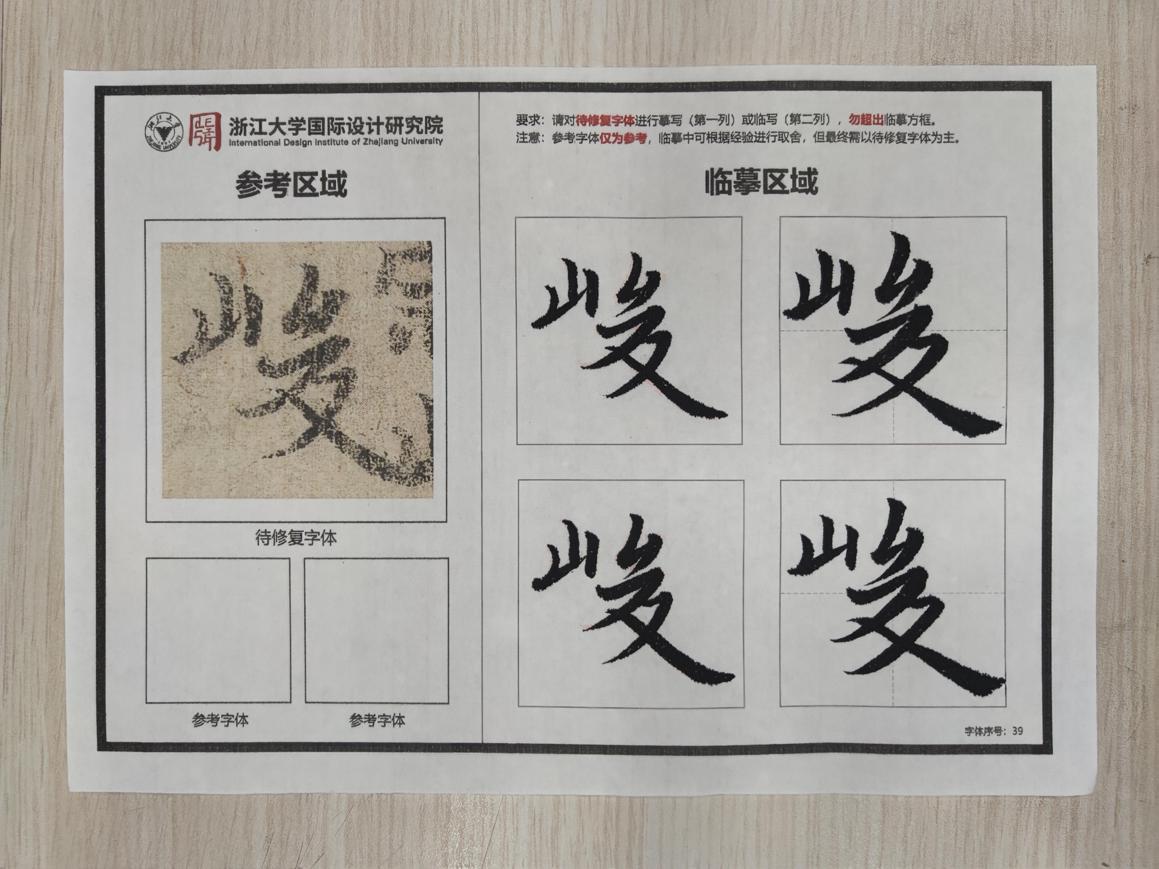 浙江大学国际设计研究院
International Design Institute of Zhejiang University
参考区域
峻
待修复字体
参考字体
参考字体
要求：请对待修复字体进行摹写（第一列）或临写（第二列），勿超出临摹方框。
注意：参考字体仅为参考，临摹中可根据经验进行取舍，但最终需以待修复字体为主。
临摹区域
峻 峻
峻 峻
字体序号：39